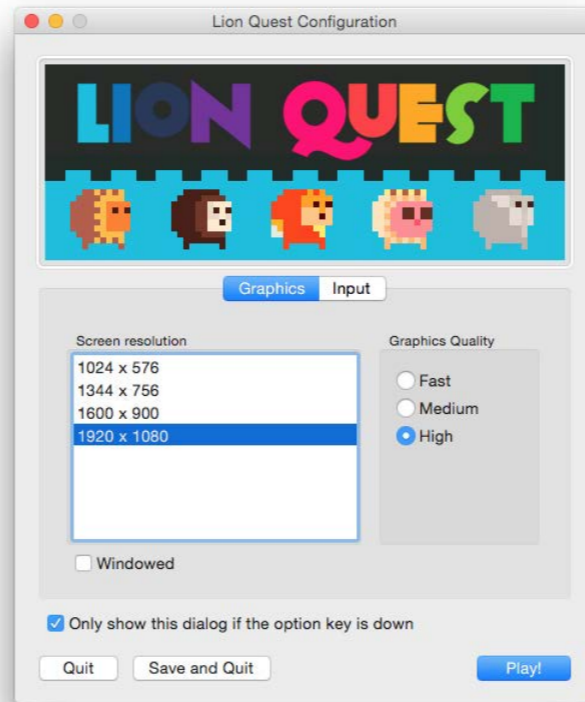 Lion Quest Configuration
LION QUEST
Graphics Input
Screen resolution
1024 x 576
1344 x 756
1600 x 900
1920 x 1080
Windowed
Graphics Quality
Fast
Medium
High
Only show this dialog if the option key is down
Quit Save and Quit Play!